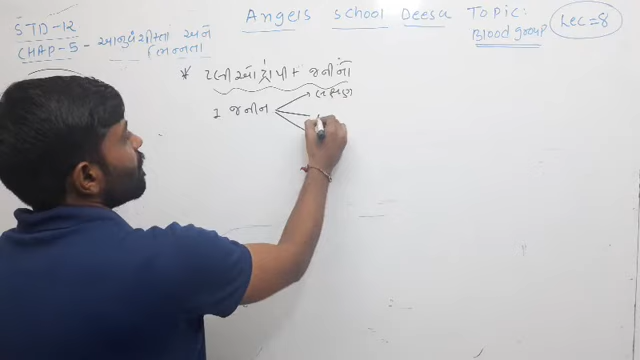 STD-12 Angels School Deesa Topic: Lec=8
CHAP-5 - આનુવંશીકતા અને Blood group
ભિન્નતા
* પ્લીઓટ્રોપીક જનીનો
1 જનીન લક્ષણ